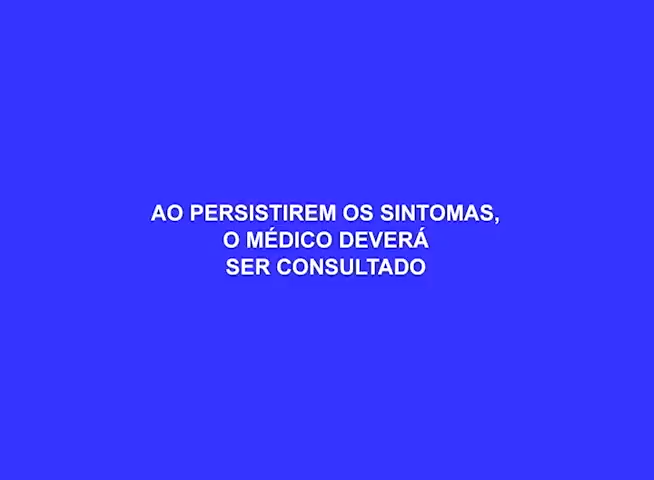 AO PERSISTIREM OS SINTOMAS,
O MÉDICO DEVERÁ
SER CONSULTADO